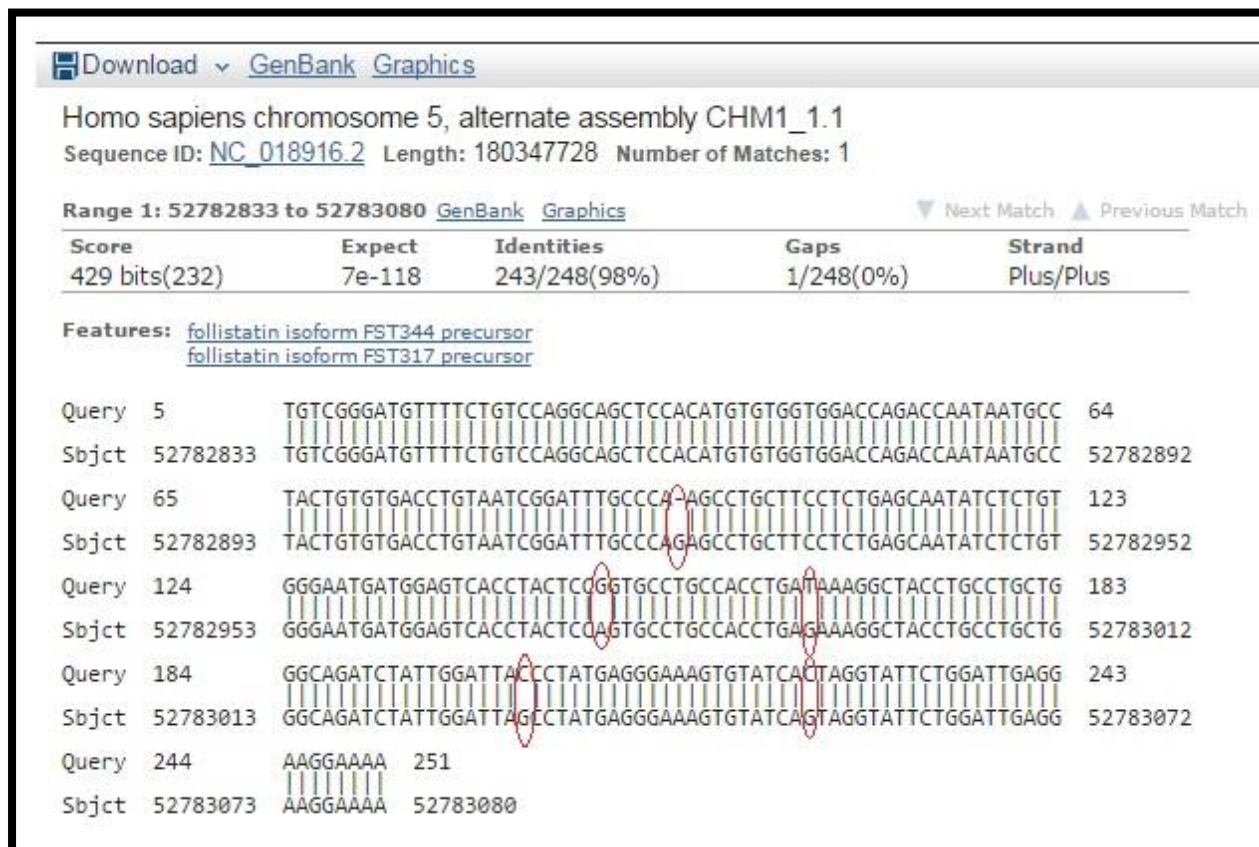 Download GenBank Graphics
Homo sapiens chromosome 5, alternate assembly CHM1_1.1
Sequence ID: NC_018916.2 Length: 180347728 Number of Matches: 1
Range 1: 52782833 to 52783080 GenBank Graphics Next Match Previous Match
Score Expect Identities Gaps Strand
429 bits(232) 7e-118 243/248(98%) 1/248(0%) Plus/Plus
Features: follistatin isoform FST344 precursor
follistatin isoform FST317 precursor
Query 5 TGTCGGGATGTTTTCTGTCCAGGCAGCTCCACATGTGTGGTGGACCAGACCAATAATGCC 64
Sbjct 52782833 TGTCGGGATGTTTTCTGTCCAGGCAGCTCCACATGTGTGGTGGACCAGACCAATAATGCC 52782892
Query 65 TACTGTGTGACCTGTAATCGGATTTGCCCA-AGCCTGCTTCCTCTGAGCAATATCTCTGT 123
Sbjct 52782893 TACTGTGTGACCTGTAATCGGATTTGCCCAGAGCCTGCTTCCTCTGAGCAATATCTCTGT 52782952
Query 124 GGGAATGATGGAGTCACCTACTCCGGTGCCTGCCACCTGATAAAGGCTACCTGCCTGCTG 183
Sbjct 52782953 GGGAATGATGGAGTCACCTACTCCAGTGCCTGCCACCTGAGAAAGGCTACCTGCCTGCTG 52783012
Query 184 GGCAGATCTATTGGATTACCCTATGAGGGAAAGTGTATCACTAGGTATTCTGGATTGAGG 243
Sbjct 52783013 GGCAGATCTATTGGATTAGCCTATGAGGGAAAGTGTATCAGTAGGTATTCTGGATTGAGG 52783072
Query 244 AAGGAAAA 251
Sbjct 52783073 AAGGAAAA 52783080